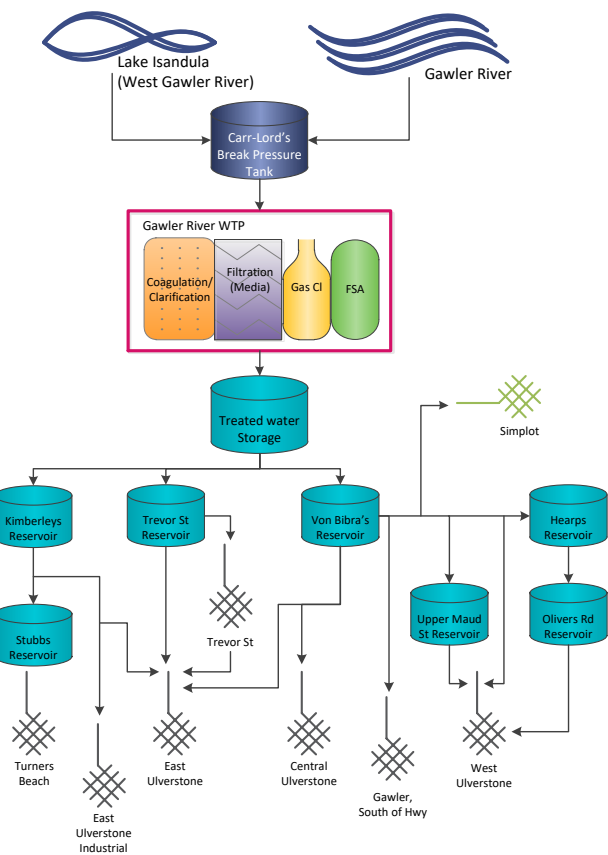 Lake Isandula
(West Gawler River)
Gawler River
Carr-Lord's
Break Pressure
Tank
Gawler River WTP
Coagulation/
Clarification
Filtration
(Media)
Gas Cl
FSA
Treated water
Storage
Simplot
Kimberleys
Reservoir
Trevor St
Reservoir
Von Bibra's
Reservoir
Hearps
Reservoir
Stubbs
Reservoir
Trevor St
Upper Maud
St Reservoir
Olivers Rd
Reservoir
Turners
Beach
East
Ulverstone
Industrial
East
Ulverstone
Central
Ulverstone
Gawler,
South of Hwy
West
Ulverstone